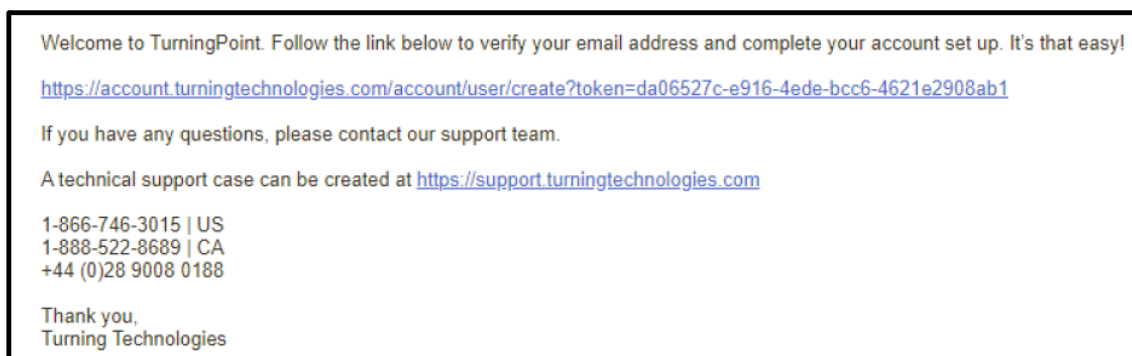 Welcome to TurningPoint. Follow the link below to verify your email address and complete your account set up. It's that easy!
https://account.turningtechnologies.com/account/user/create?token=da06527c-e916-4ede-bcc6-4621e2908ab1
If you have any questions, please contact our support team.
A technical support case can be created at https://support.turningtechnologies.com
1-866-746-3015 | US
1-888-522-8689 | CA
+44 (0)28 9008 0188
Thank you,
Turning Technologies